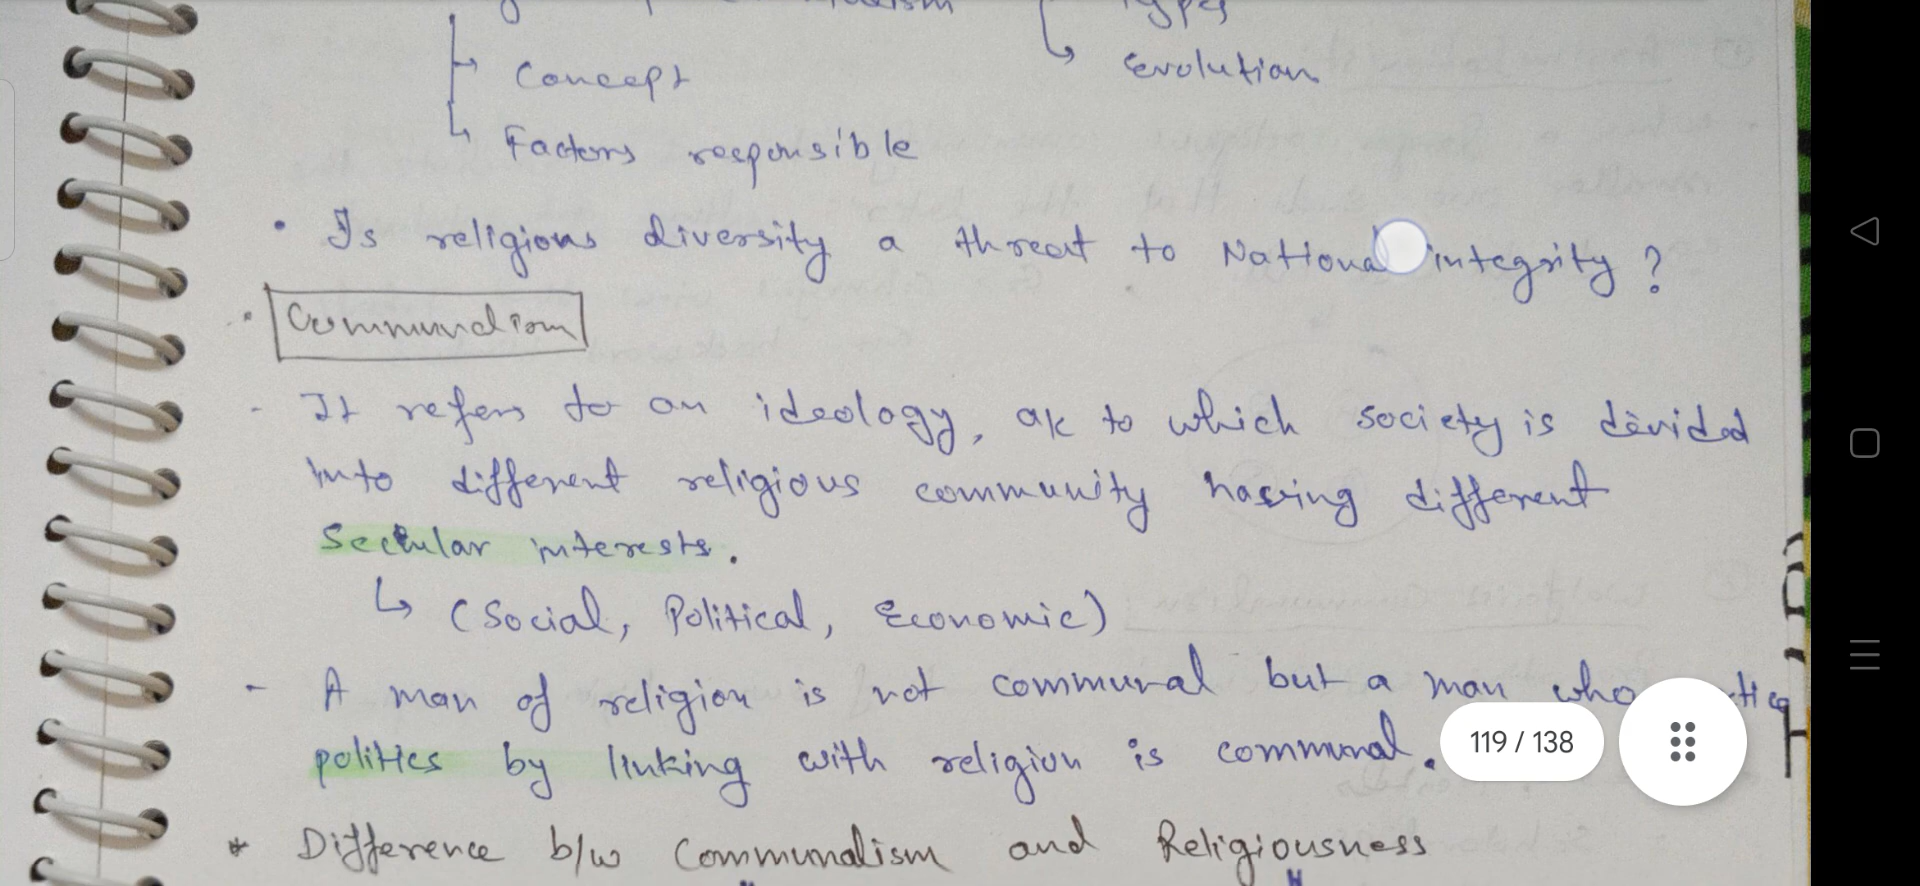 Types
Concept
Evolution
Factors responsible
• Is religious diversity a threat to National integrity ?
• Communalism
- It refers to an ideology, ak to which society is devided
into different religious community having different
Secular interests.
↳ (Social, Political, Economic)
- A man of religion is not communal but a man who
politics by linking with religion is communal.
119 / 138
* Difference b/w Communalism and Religiousness